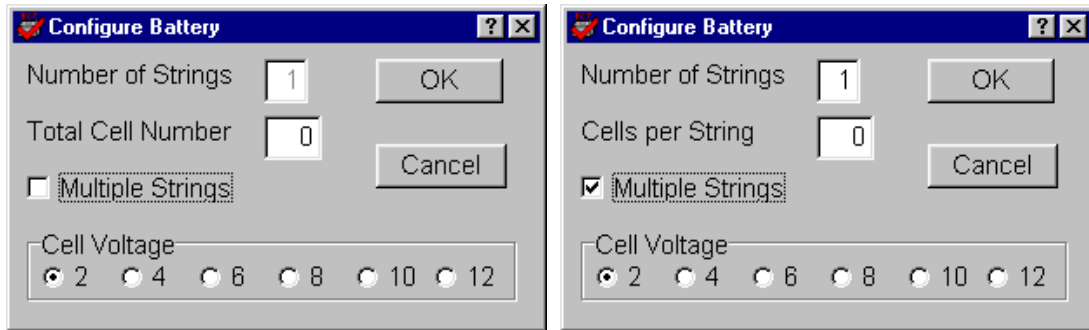 Configure Battery
Number of Strings 1 OK
Total Cell Number 0
Cancel
Multiple Strings
Cell Voltage
2 4 6 8 10 12
Configure Battery
Number of Strings 1 OK
Cells per String 0
Cancel
Multiple Strings
Cell Voltage
2 4 6 8 10 12